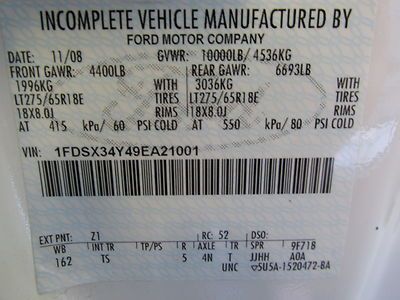 INCOMPLETE VEHICLE MANUFACTURED BY
FORD MOTOR COMPANY
DATE: 11/08 GVWR: 10000LB/ 4536KG
FRONT GAWR: 4400LB REAR GAWR: 6693LB
1996KG WITH 3036KG WITH
LT275/65R18E TIRES LT275/65R18E TIRES
18X8.0J RIMS 18X8.0J RIMS
AT 415 kPa/ 60 PSI COLD AT 550 kPa/ 80 PSI COLD
VIN: 1FDSX34Y49EA21001
EXT PNT: Z1 RC: 52 DSO:
WB INT TR TP/PS R AXLE TR SPR 9F718
162 TS 5 4N T JJHH A0A
UNC ▽5U5A-1520472-BA